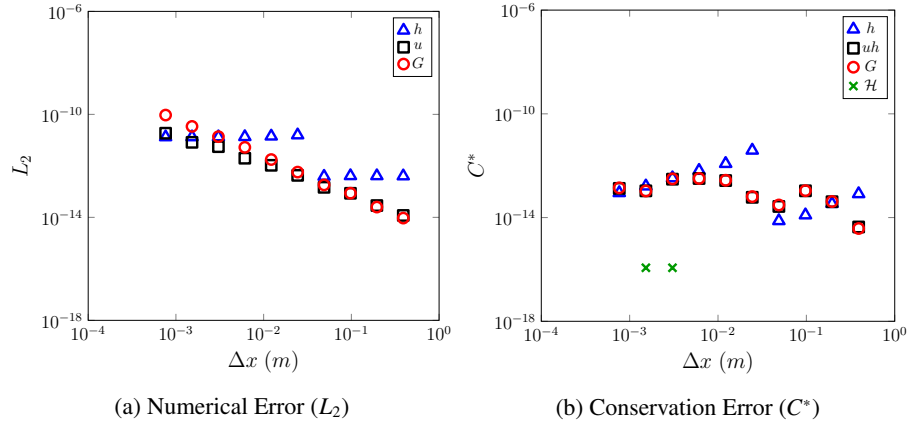 10^{-6}
10^{-10}
10^{-14}
10^{-18}
L_2
10^{-4}
10^{-3}
10^{-2}
10^{-1}
10^0
Δx (m)
h
u
G
(a) Numerical Error (L_2)
10^{-6}
10^{-10}
10^{-14}
10^{-18}
C^*
10^{-4}
10^{-3}
10^{-2}
10^{-1}
10^0
Δx (m)
h
uh
G
ℋ
(b) Conservation Error (C^*)